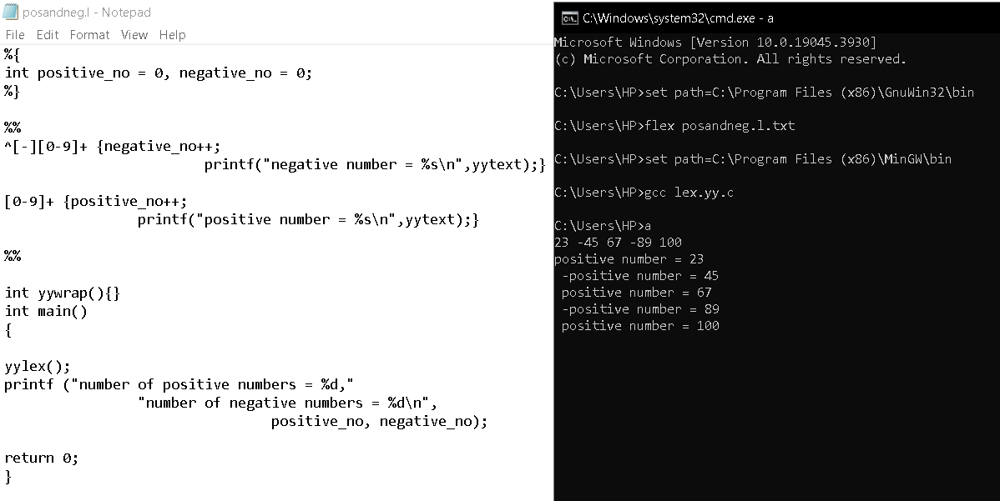 posandneg.l - Notepad
File Edit Format View Help
%{
int positive_no = 0, negative_no = 0;
%}
%%
^[-][0-9]+ {negative_no++;
printf("negative number = %s\n",yytext);}
[0-9]+ {positive_no++;
printf("positive number = %s\n",yytext);}
%%
int yywrap(){}
int main()
{
yylex();
printf ("number of positive numbers = %d,"
"number of negative numbers = %d\n",
positive_no, negative_no);
return 0;
}
C:\Windows\system32\cmd.exe - a
Microsoft Windows [Version 10.0.19045.3930]
(c) Microsoft Corporation. All rights reserved.
C:\Users\HP>set path=C:\Program Files (x86)\GnuWin32\bin
C:\Users\HP>flex posandneg.l.txt
C:\Users\HP>set path=C:\Program Files (x86)\MinGW\bin
C:\Users\HP>gcc lex.yy.c
C:\Users\HP>a
23 -45 67 -89 100
positive number = 23
-positive number = 45
positive number = 67
-positive number = 89
positive number = 100